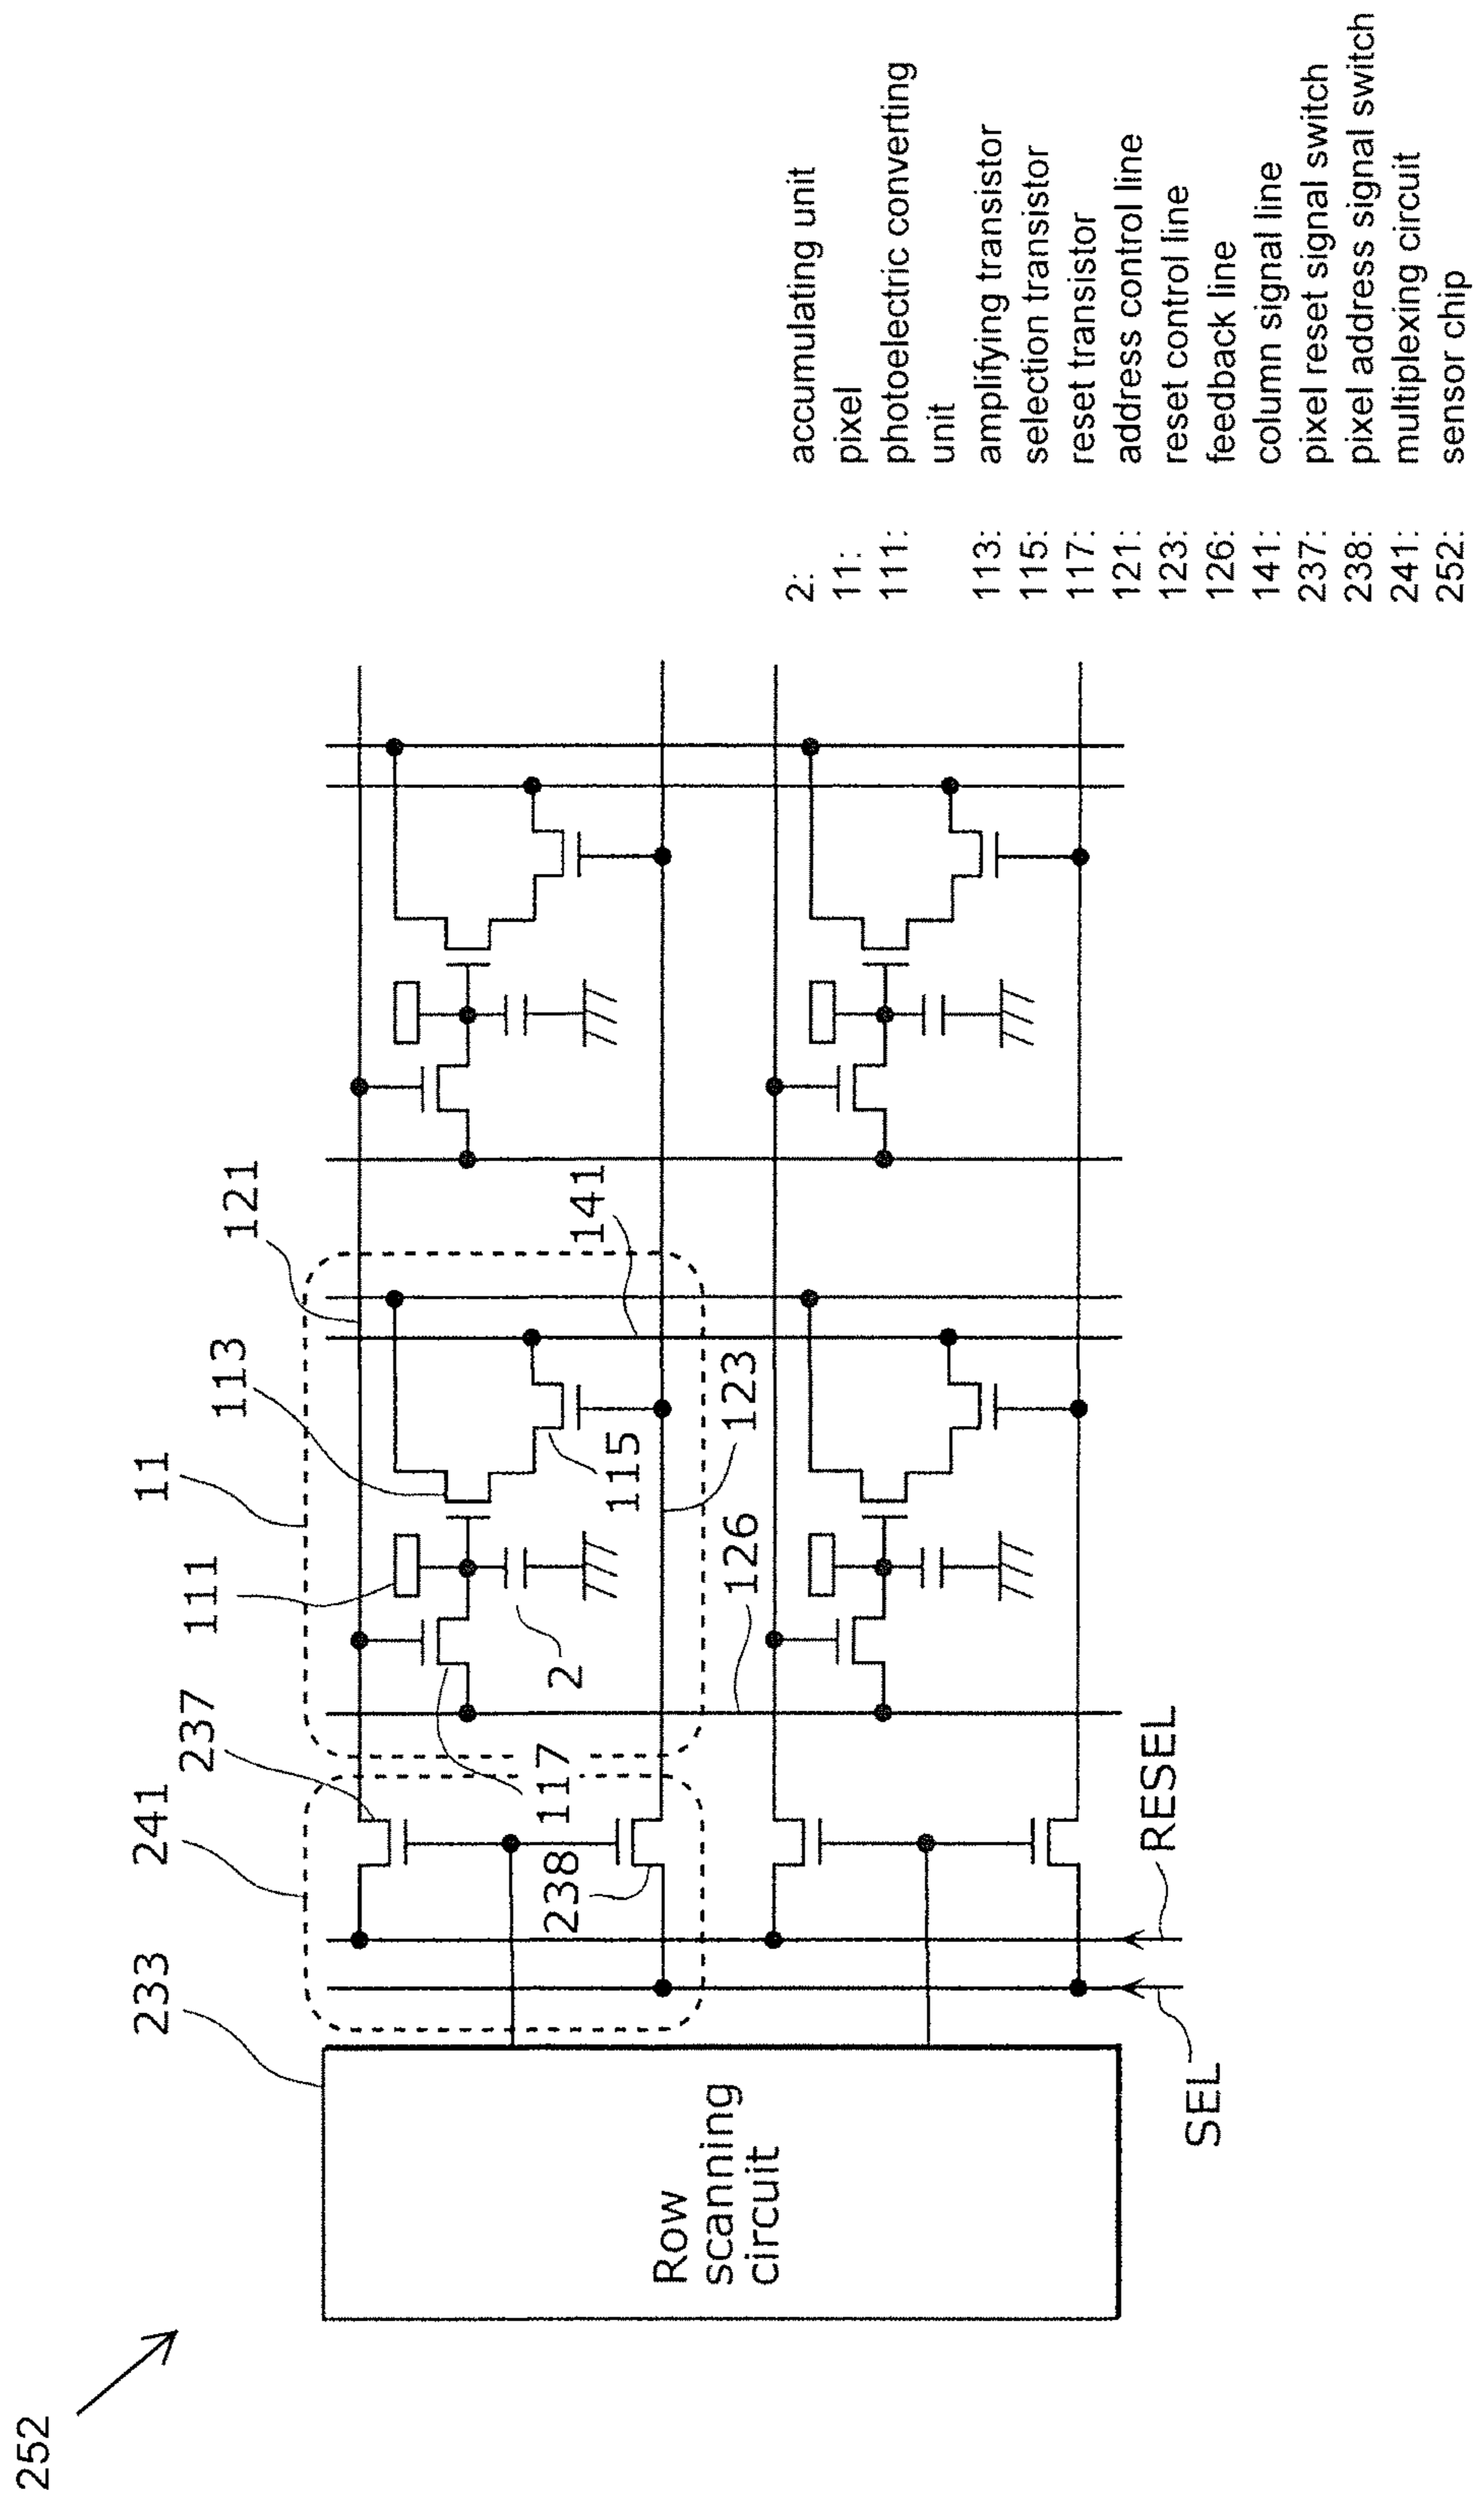 252
233
241
237
111
11
113
121
117
238
2
115
141
126
123
Row
scanning
circuit
SEL
RESEL
2: accumulating unit
11: pixel
111: photoelectric converting
unit
113: amplifying transistor
115: selection transistor
117: reset transistor
121: address control line
123: reset control line
126: feedback line
141: column signal line
237: pixel reset signal switch
238: pixel address signal switch
241: multiplexing circuit
252: sensor chip